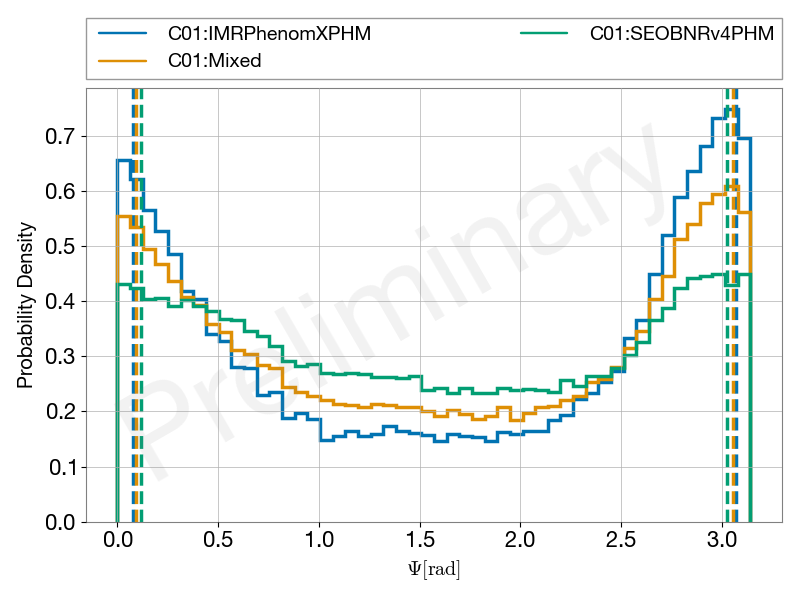 C01:IMRPhenomXPHM
C01:Mixed
C01:SEOBNRv4PHM
Preliminary
Probability Density
0.7
0.6
0.5
0.4
0.3
0.2
0.1
0.0
0.0 0.5 1.0 1.5 2.0 2.5 3.0
Ψ[rad]